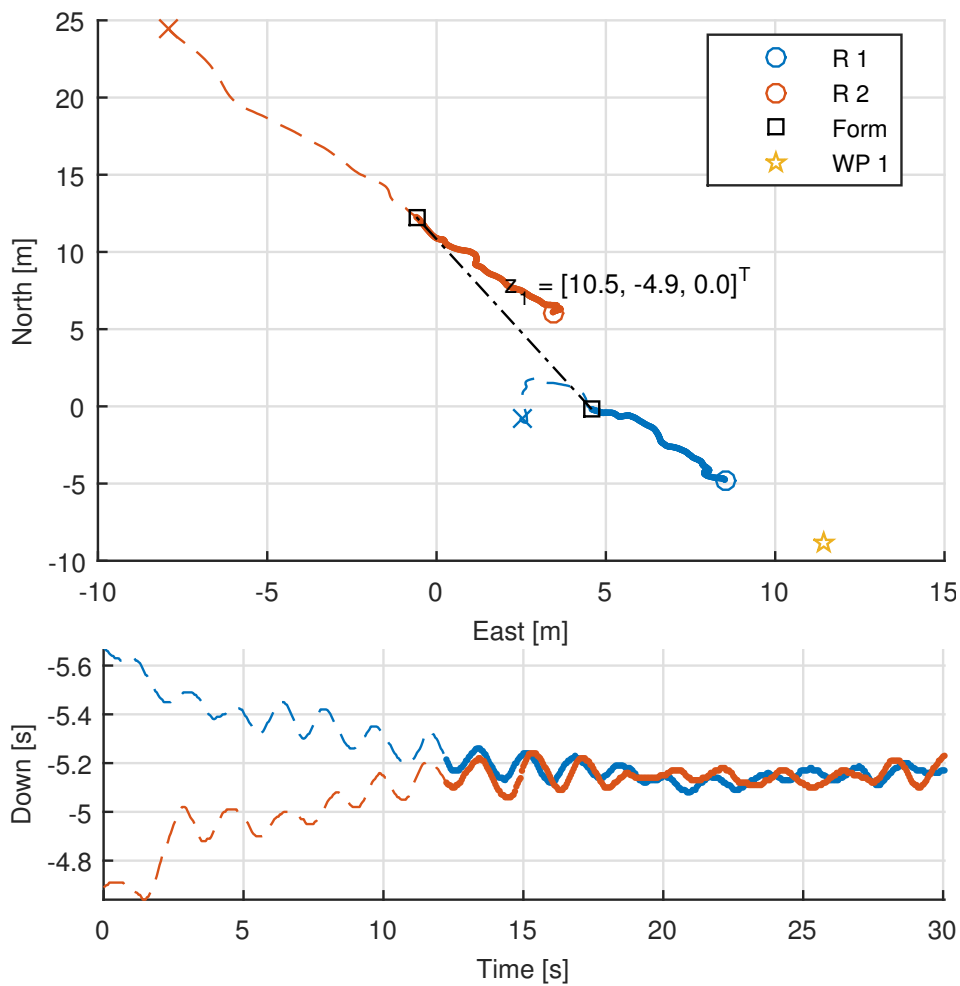 25
20
15
10
5
0
-5
-10
North [m]
R 1
R 2
Form
WP 1
z₁ = [10.5, -4.9, 0.0]ᵀ
-10
-5
0
5
10
15
East [m]
-5.6
-5.4
-5.2
-5
-4.8
Down [s]
0
5
10
15
20
25
30
Time [s]